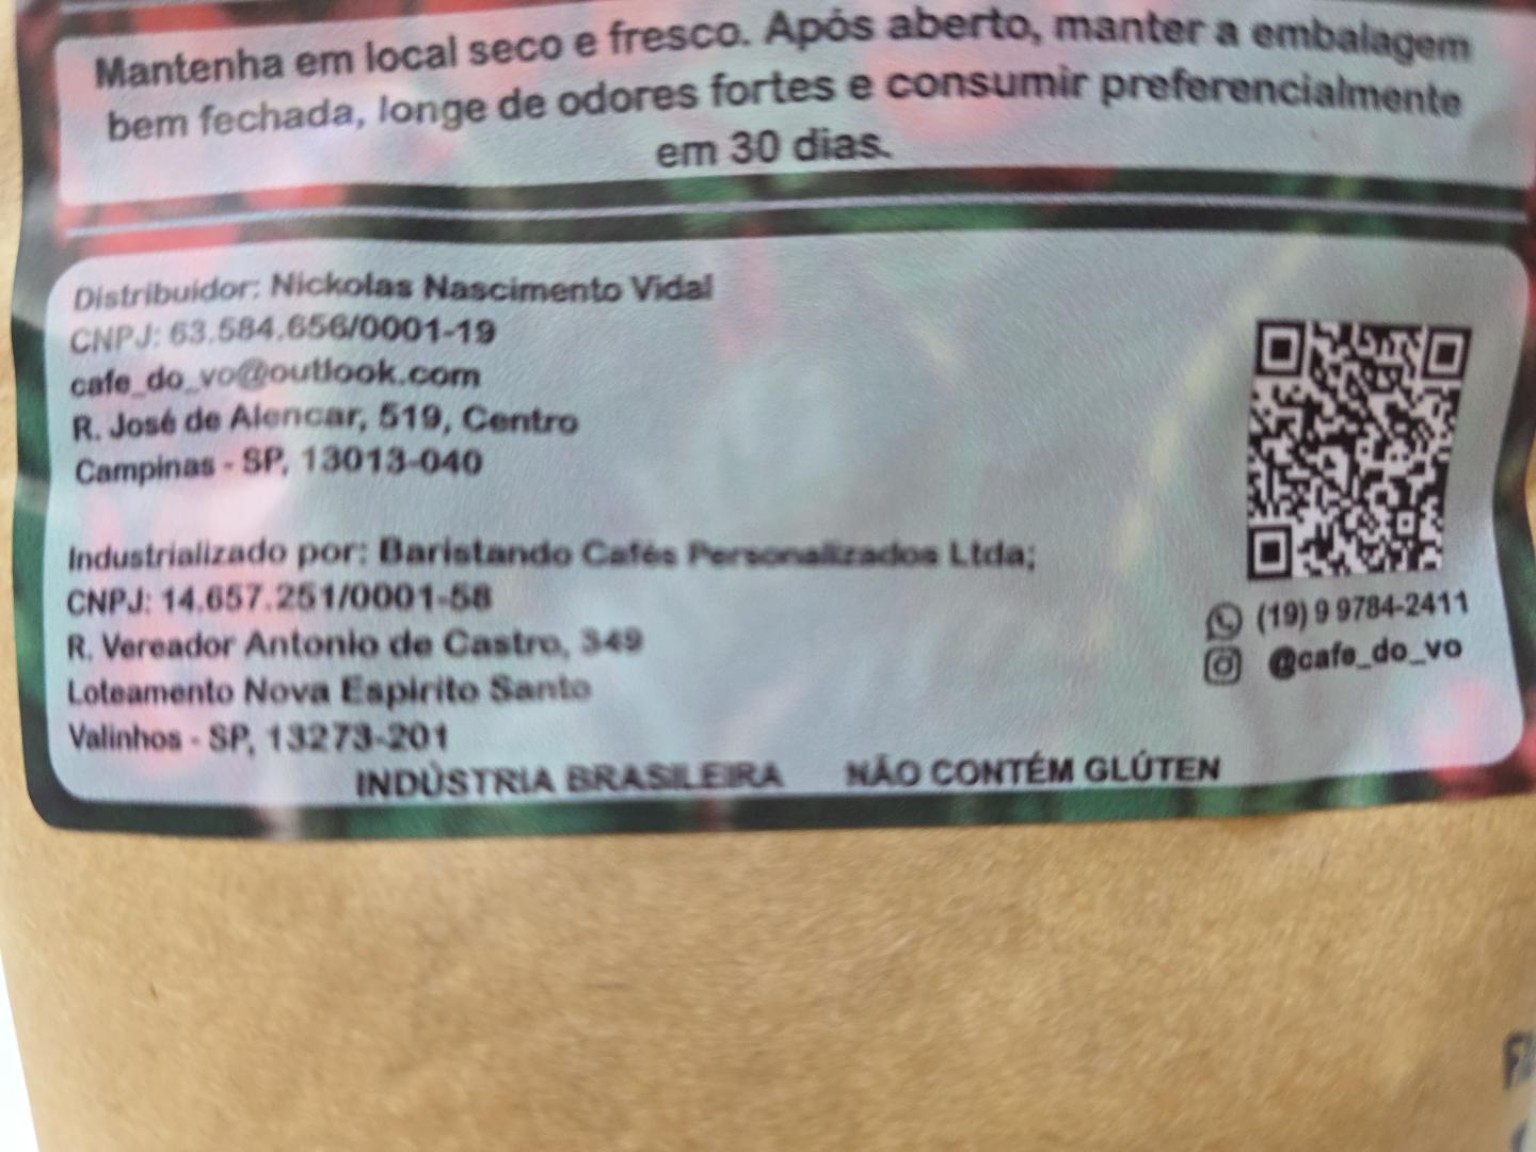 Mantenha em local seco e fresco. Após aberto, manter a embalagem
bem fechada, longe de odores fortes e consumir preferencialmente
em 30 dias.
Distribuidor: Nickolas Nascimento Vidal
CNPJ: 63.584.656/0001-19
cafe_do_vo@outlook.com
R. José de Alencar, 519, Centro
Campinas - SP, 13013-040
Industrializado por: Baristando Cafés Personalizados Ltda;
CNPJ: 14.657.251/0001-58
R. Vereador Antonio de Castro, 349
Loteamento Nova Espirito Santo
Valinhos - SP, 13273-201
(19) 9 9784-2411
@cafe_do_vo
INDÚSTRIA BRASILEIRA NÃO CONTÉM GLÚTEN